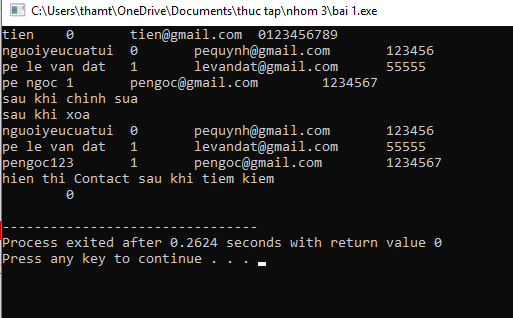 C:\Users\thamt\OneDrive\Documents\thuc tap\nhom 3\bai 1.exe
tien    0       tien@gmail.com  0123456789
nguoiyeucuatui  0       pequynh@gmail.com       123456
pe le van dat   1       levandat@gmail.com      55555
pe ngoc 1       pengoc@gmail.com        1234567
sau khi chinh sua
sau khi xoa
nguoiyeucuatui  0       pequynh@gmail.com       123456
pe le van dat   1       levandat@gmail.com      55555
pengoc123       1       pengoc@gmail.com        1234567
hien thi Contact sau khi tiem kiem
        0
--------------------------------
Process exited after 0.2624 seconds with return value 0
Press any key to continue . . .